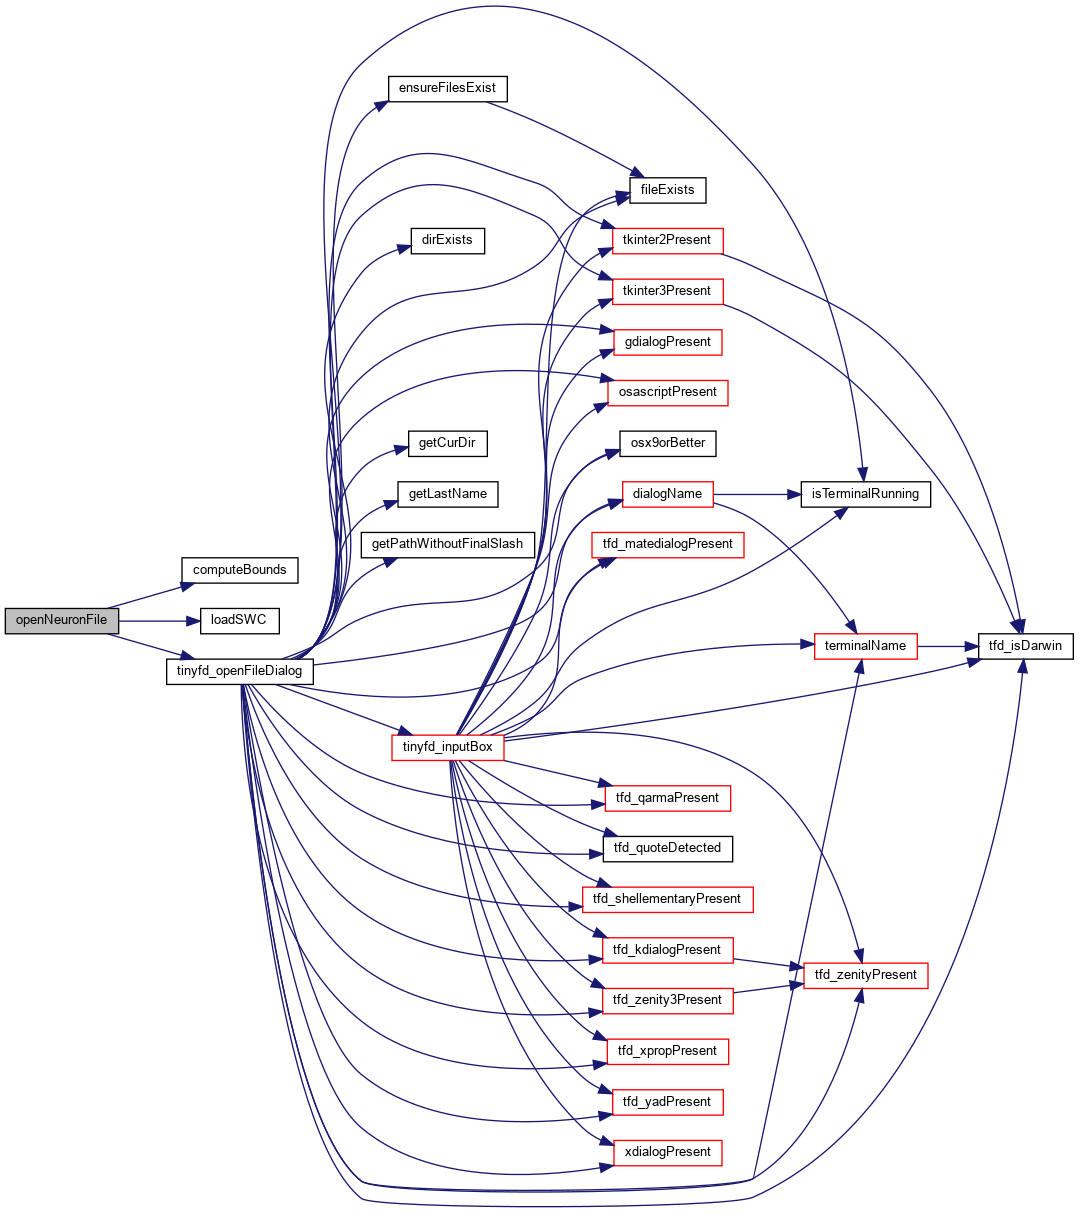 openNeuronFile
computeBounds
loadSWC
tinyfd_openFileDialog
ensureFilesExist
dirExists
getCurDir
getLastName
getPathWithoutFinalSlash
tinyfd_inputBox
fileExists
tkinter2Present
tkinter3Present
gdialogPresent
osascriptPresent
osx9orBetter
dialogName
tfd_matedialogPresent
tfd_qarmaPresent
tfd_quoteDetected
tfd_shellementaryPresent
tfd_kdialogPresent
tfd_zenity3Present
tfd_xpropPresent
tfd_yadPresent
xdialogPresent
isTerminalRunning
terminalName
tfd_zenityPresent
tfd_isDarwin